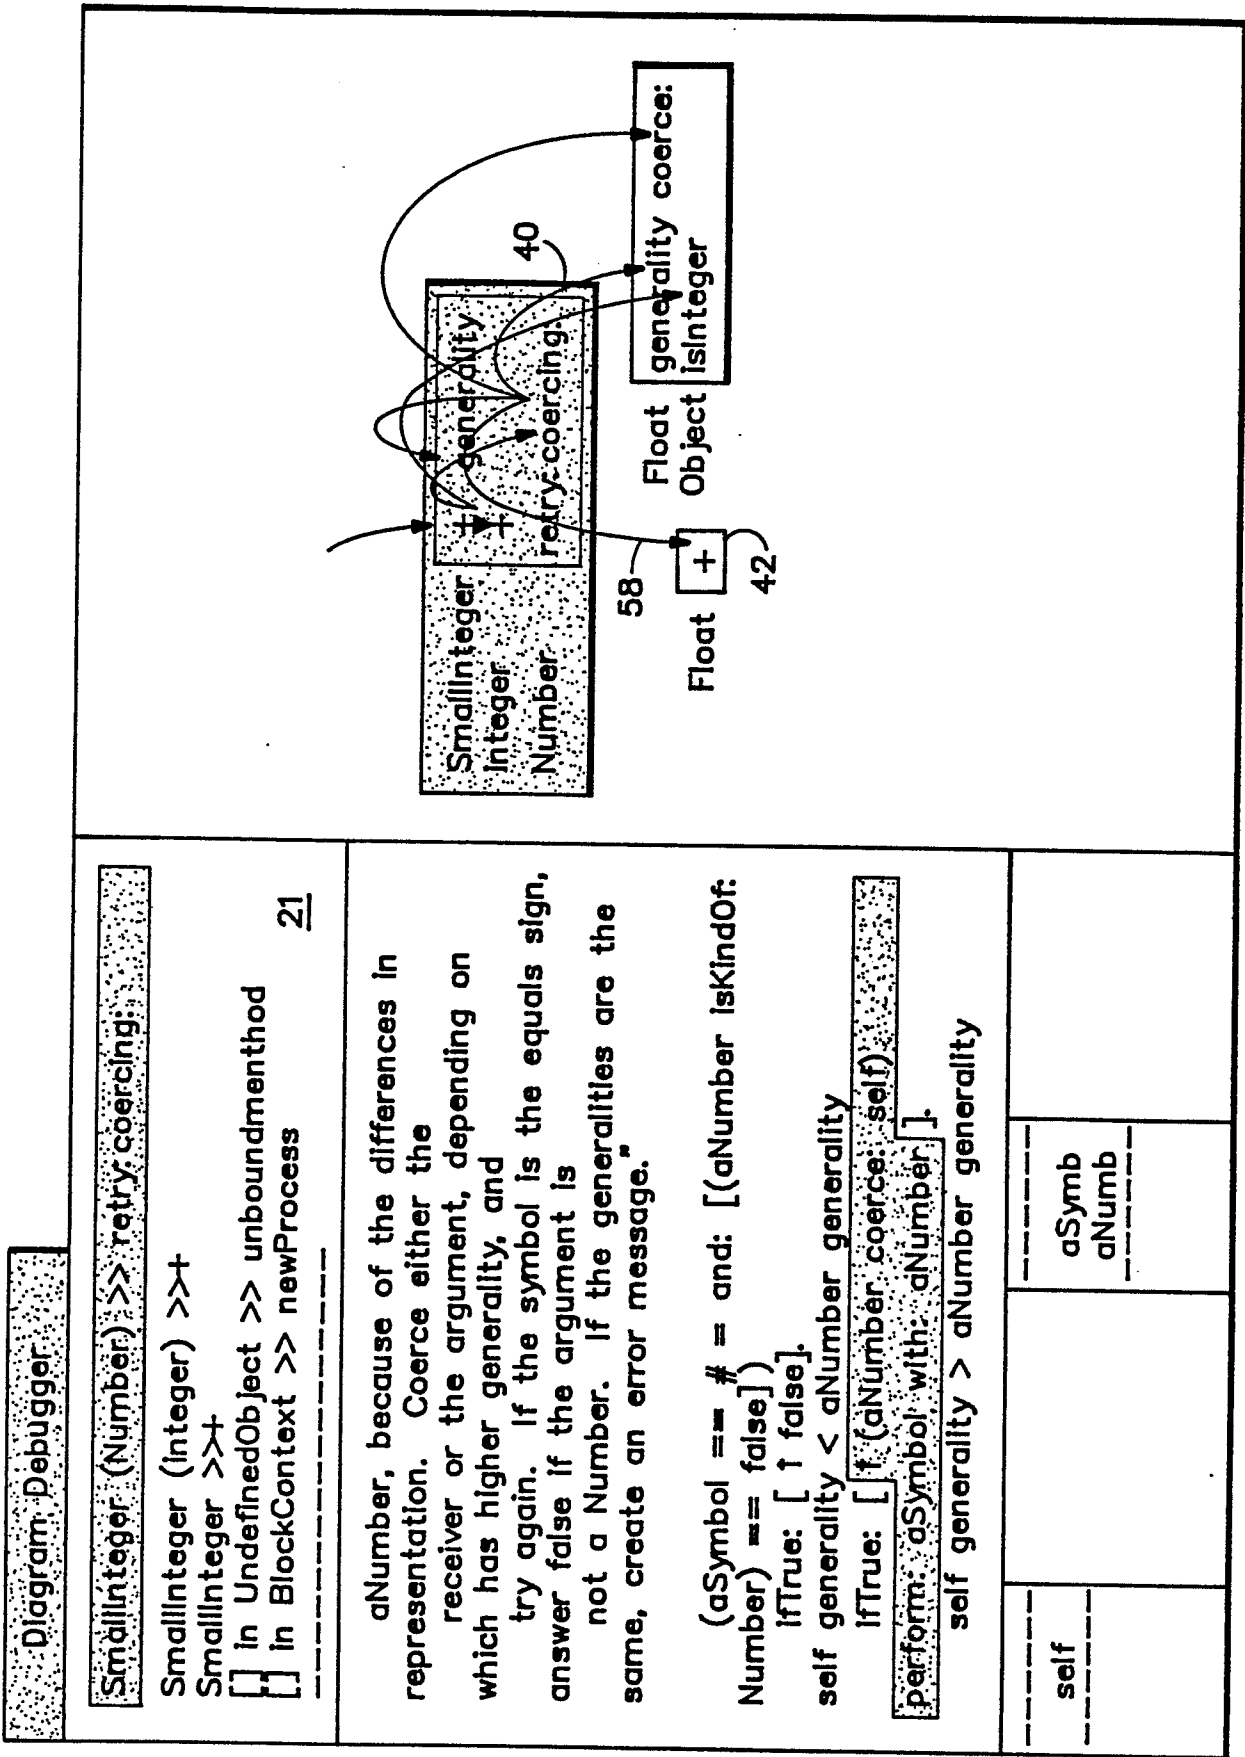 Diagram Debugger
SmallInteger (Number) >> retry: coercing:
SmallInteger (Integer) >>+
SmallInteger >>+
[] in UndefinedObject >> unboundmenthod
[] in BlockContext >> newProcess
21
aNumber, because of the differences in
representation. Coerce either the
receiver or the argument, depending on
which has higher generality, and
try again. If the symbol is the equals sign,
answer false if the argument is
not a Number. If the generalities are the
same, create an error message."
(aSymbol == # = and: [(aNumber isKindOf:
Number) == false])
ifTrue: [ ↑ false].
self generality < aNumber generality
ifTrue: [ ↑ (aNumber coerce: self)
perform: aSymbol with: aNumber ].
self generality > aNumber generality
self
aSymb
aNumb
SmallInteger + generality
Integer +
Number retry: coercing:
40
58
Float +
42
Float generality coerce:
Object isInteger